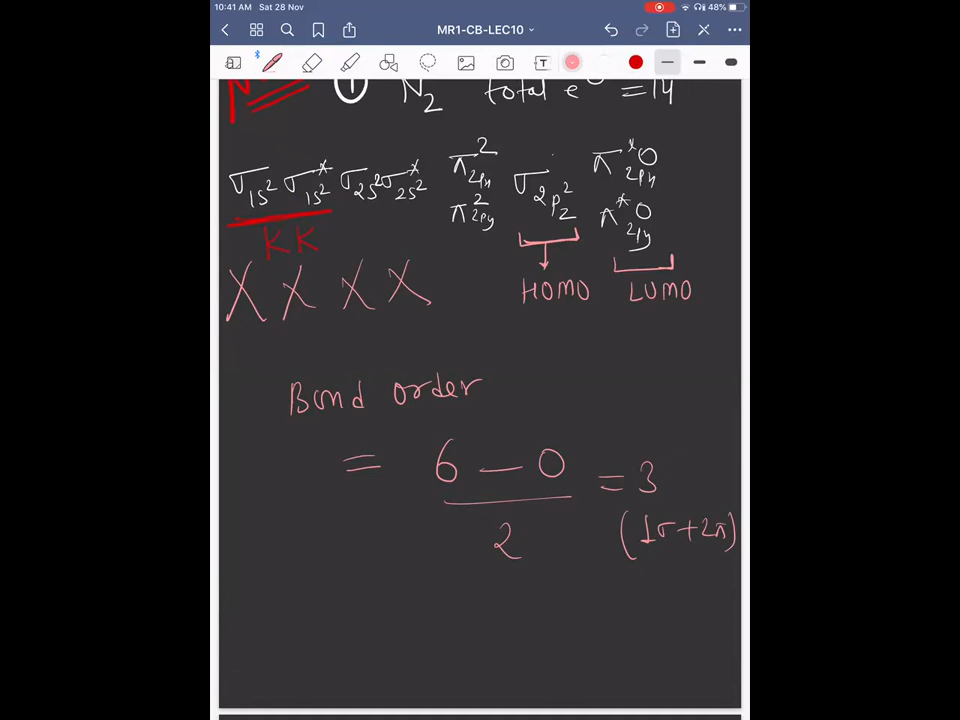 10:41 AM Sat 28 Nov 48%
MR1-CB-LEC10
N₂ total e⁻ = 14
σ1s² σ*1s² σ2s² σ*2s² π2px² σ2pz² π*2px⁰
π2py² π*2py⁰
KK
X X X X HOMO LUMO
Bond order
= 6 — 0 / 2 = 3
(1σ + 2π)